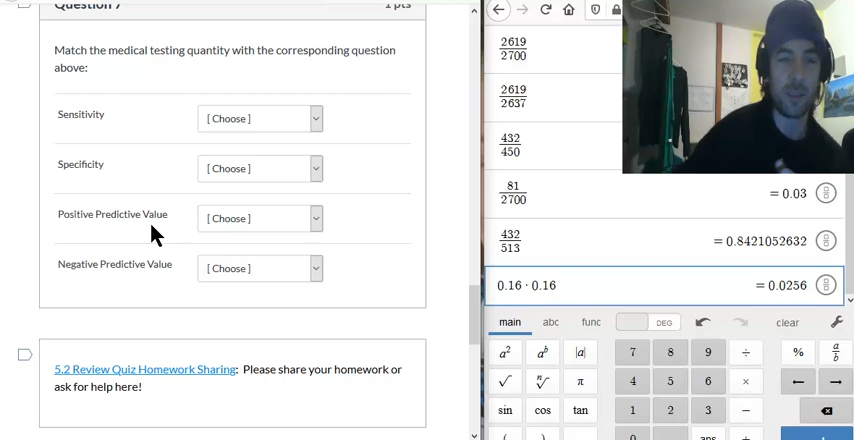 Question 7
1 pts
Match the medical testing quantity with the corresponding question
above:
Sensitivity
[ Choose ]
Specificity
[ Choose ]
Positive Predictive Value
[ Choose ]
Negative Predictive Value
[ Choose ]
5.2 Review Quiz Homework Sharing: Please share your homework or
ask for help here!
2619
2700
2619
2637
432
450
81
2700
= 0.03
432
513
= 0.8421052632
0.16 · 0.16
= 0.0256
main abc func DEG clear
a² aᵇ |a| 7 8 9 ÷ % a/b
√ ⁿ√ π 4 5 6 × ← →
sin cos tan 1 2 3 −
( ) 0 . ans +